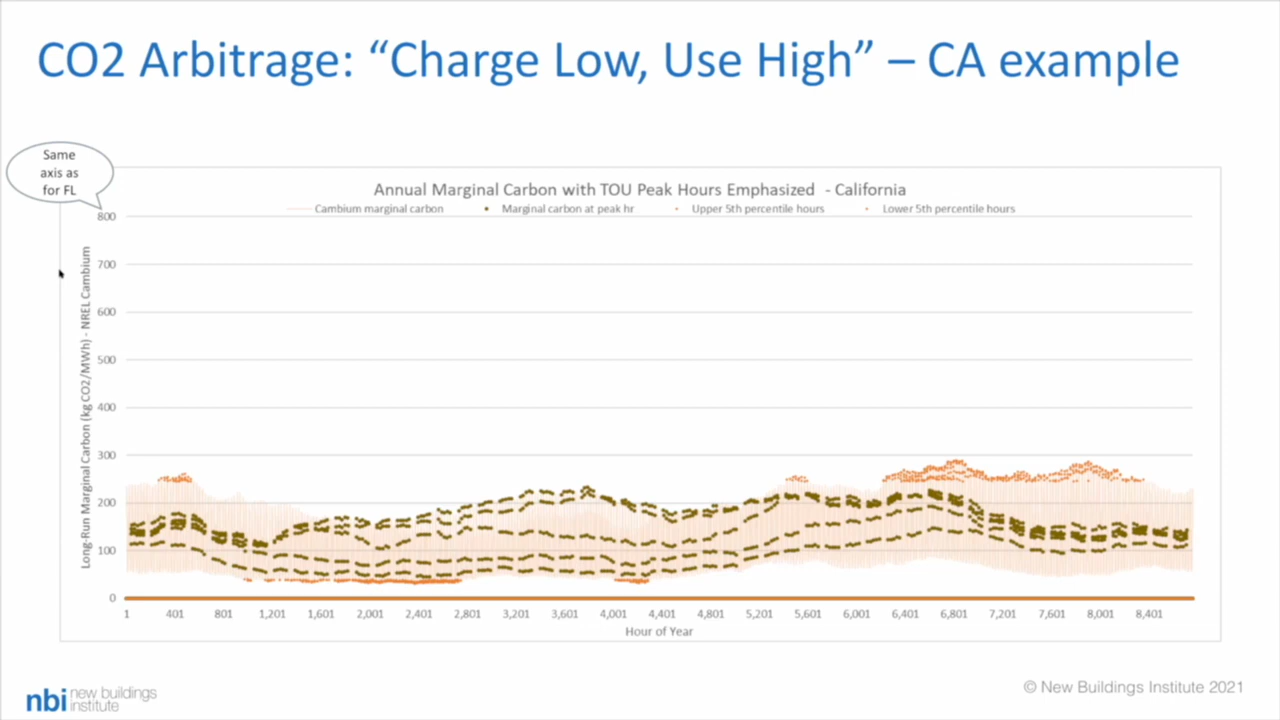 CO2 Arbitrage: “Charge Low, Use High” – CA example
Same
axis as
for FL
Annual Marginal Carbon with TOU Peak Hours Emphasized - California
Cambium marginal carbon
Marginal carbon at peak hr
Upper 5th percentile hours
Lower 5th percentile hours
Long-Run Marginal Carbon (kg CO2/MWh) - NREL Cambium
800
700
600
500
400
300
200
100
0
1 401 801 1,201 1,601 2,001 2,401 2,801 3,201 3,601 4,001 4,401 4,801 5,201 5,601 6,001 6,401 6,801 7,201 7,601 8,001 8,401
Hour of Year
nbi new buildings
institute
© New Buildings Institute 2021